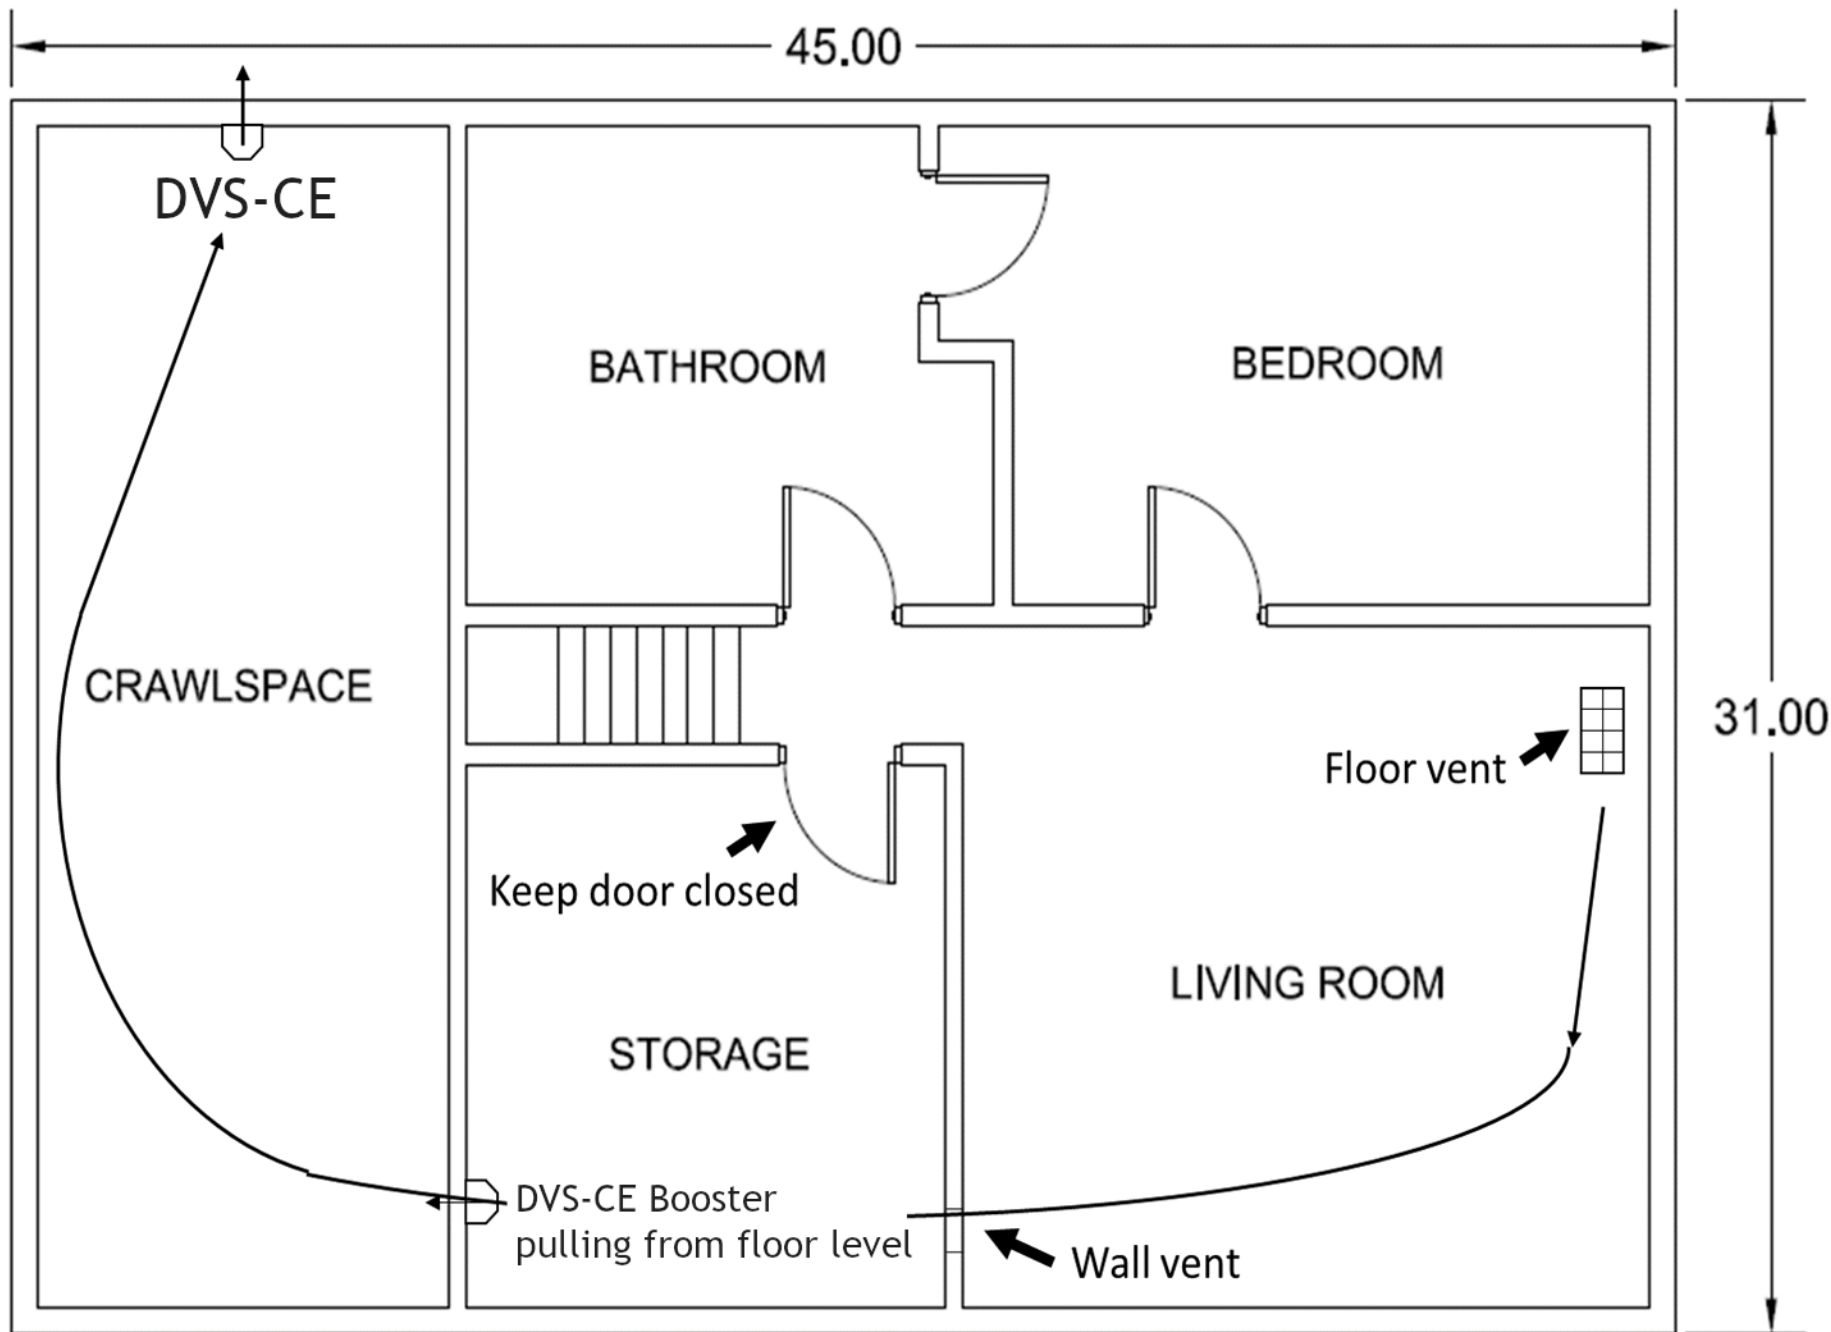 45.00
DVS-CE
BATHROOM
BEDROOM
CRAWLSPACE
31.00
Floor vent
Keep door closed
LIVING ROOM
STORAGE
DVS-CE Booster
pulling from floor level
Wall vent